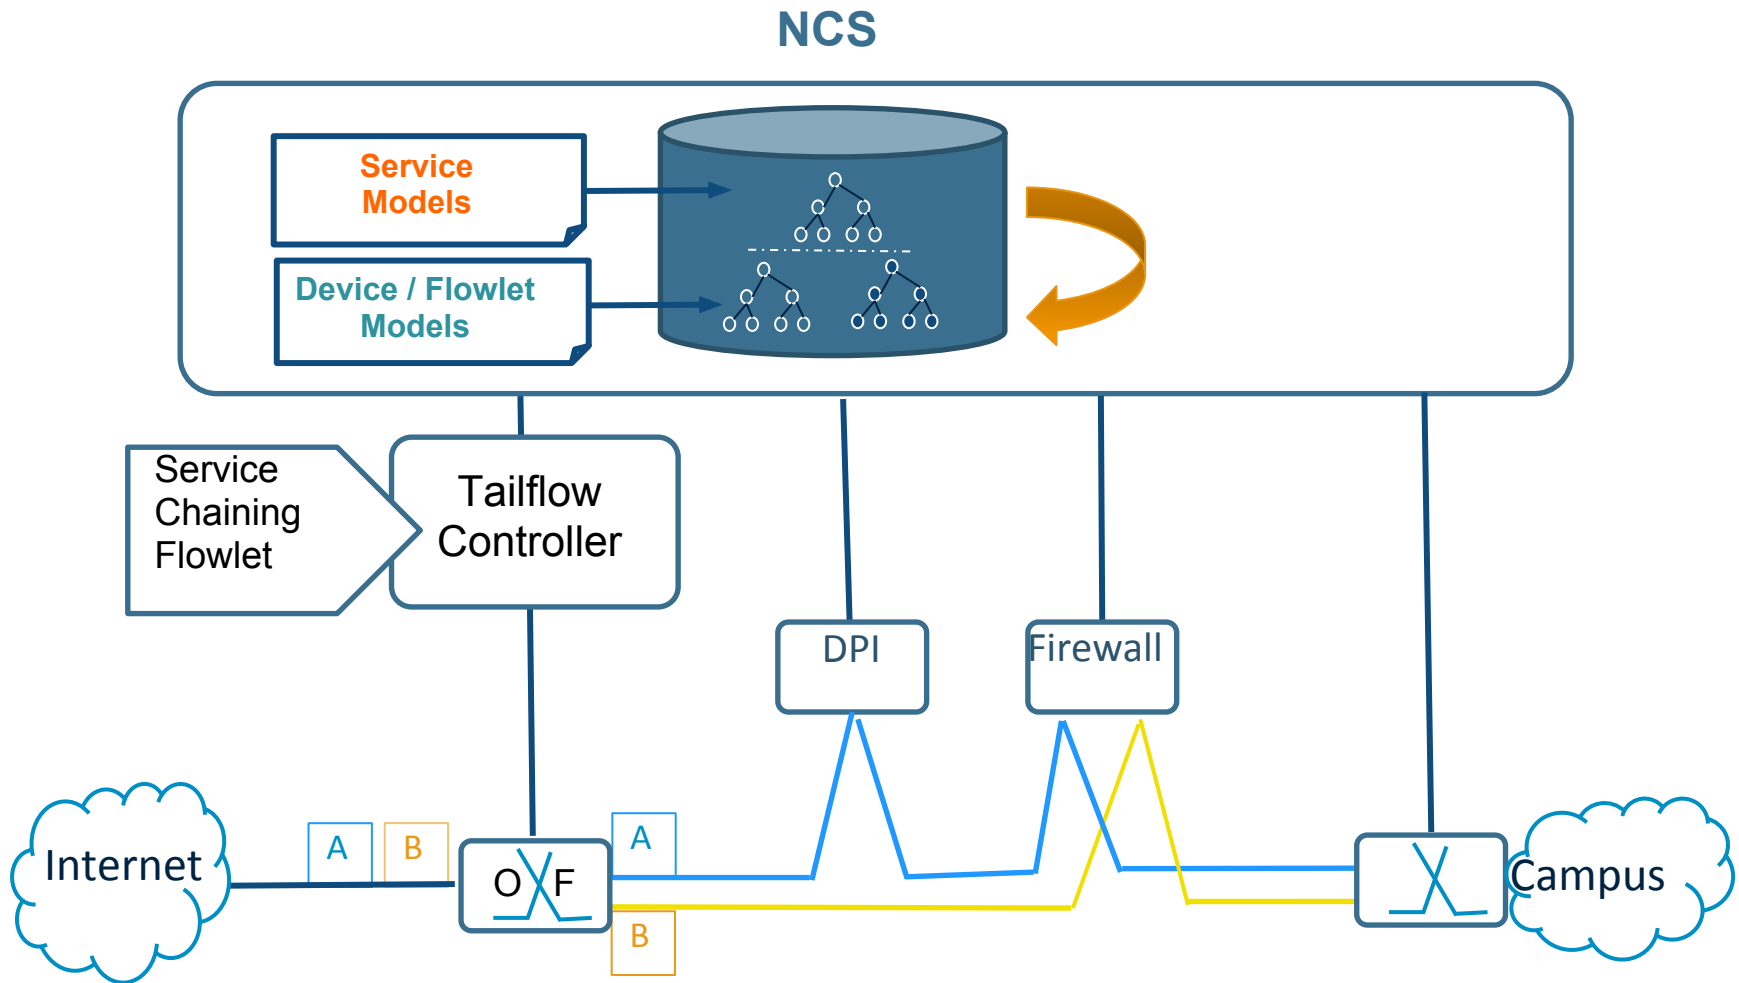 NCS
Service
Models
Device / Flowlet
Models
Service
Chaining
Flowlet
Tailflow
Controller
DPI
Firewall
Internet
A
B
O F
A
B
Campus